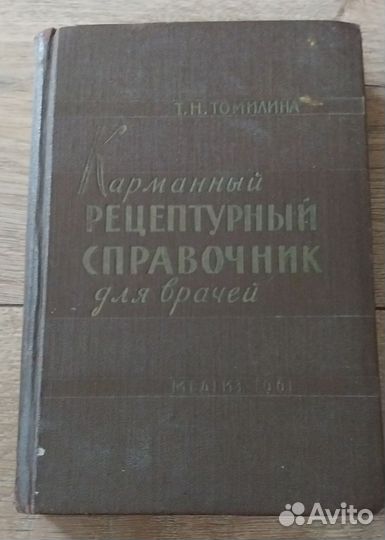 Т.Н.ТОМИЛИНА
Карманный
РЕЦЕПТУРНЫЙ
СПРАВОЧНИК
для врачей
МЕДГИЗ 1961
Avito